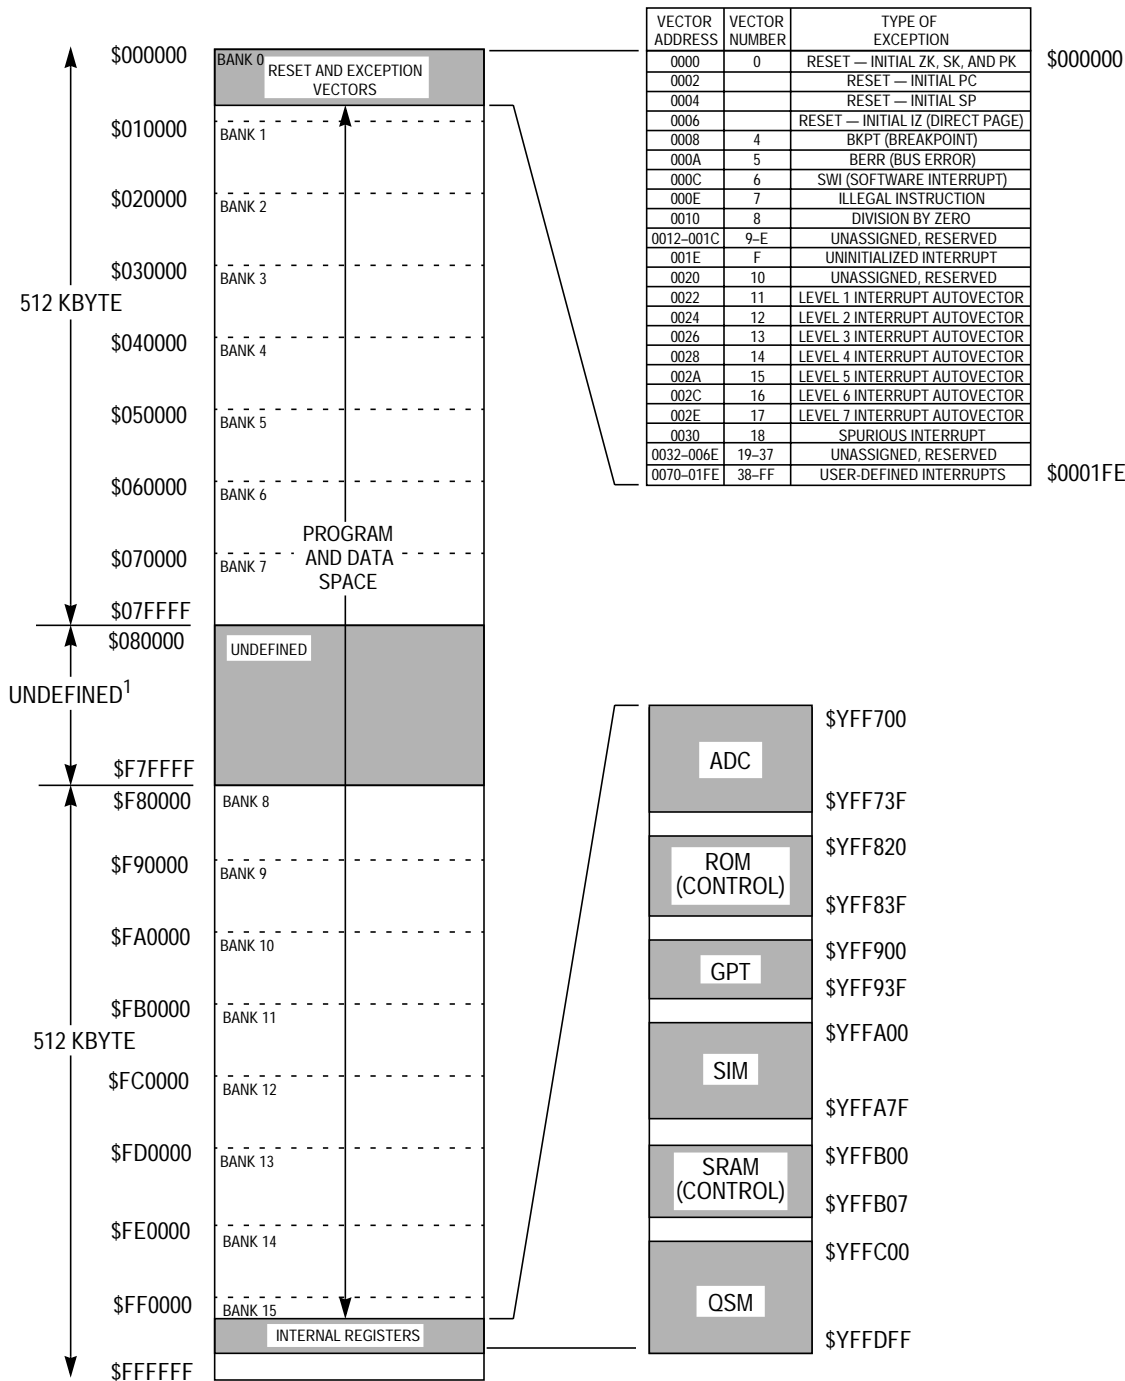 VECTOR ADDRESS VECTOR NUMBER TYPE OF EXCEPTION
0000 0 RESET — INITIAL ZK, SK, AND PK
0002 RESET — INITIAL PC
0004 RESET — INITIAL SP
0006 RESET — INITIAL IZ (DIRECT PAGE)
0008 4 BKPT (BREAKPOINT)
000A 5 BERR (BUS ERROR)
000C 6 SWI (SOFTWARE INTERRUPT)
000E 7 ILLEGAL INSTRUCTION
0010 8 DIVISION BY ZERO
0012–001C 9–E UNASSIGNED, RESERVED
001E F UNINITIALIZED INTERRUPT
0020 10 UNASSIGNED, RESERVED
0022 11 LEVEL 1 INTERRUPT AUTOVECTOR
0024 12 LEVEL 2 INTERRUPT AUTOVECTOR
0026 13 LEVEL 3 INTERRUPT AUTOVECTOR
0028 14 LEVEL 4 INTERRUPT AUTOVECTOR
002A 15 LEVEL 5 INTERRUPT AUTOVECTOR
002C 16 LEVEL 6 INTERRUPT AUTOVECTOR
002E 17 LEVEL 7 INTERRUPT AUTOVECTOR
0030 18 SPURIOUS INTERRUPT
0032–006E 19–37 UNASSIGNED, RESERVED
0070–01FE 38–FF USER-DEFINED INTERRUPTS
$000000
$0001FE
512 KBYTE
$000000
BANK 0
RESET AND EXCEPTION
VECTORS
$010000
BANK 1
$020000
BANK 2
$030000
BANK 3
$040000
BANK 4
$050000
BANK 5
$060000
BANK 6
$070000
BANK 7
PROGRAM
AND DATA
SPACE
$07FFFF
$080000
UNDEFINED
UNDEFINED1
$F7FFFF
512 KBYTE
$F80000
BANK 8
$F90000
BANK 9
$FA0000
BANK 10
$FB0000
BANK 11
$FC0000
BANK 12
$FD0000
BANK 13
$FE0000
BANK 14
$FF0000
BANK 15
INTERNAL REGISTERS
$FFFFFF
$YFF700
ADC
$YFF73F
$YFF820
ROM
(CONTROL)
$YFF83F
$YFF900
GPT
$YFF93F
$YFFA00
SIM
$YFFA7F
$YFFB00
SRAM
(CONTROL)
$YFFB07
$YFFC00
QSM
$YFFDFF